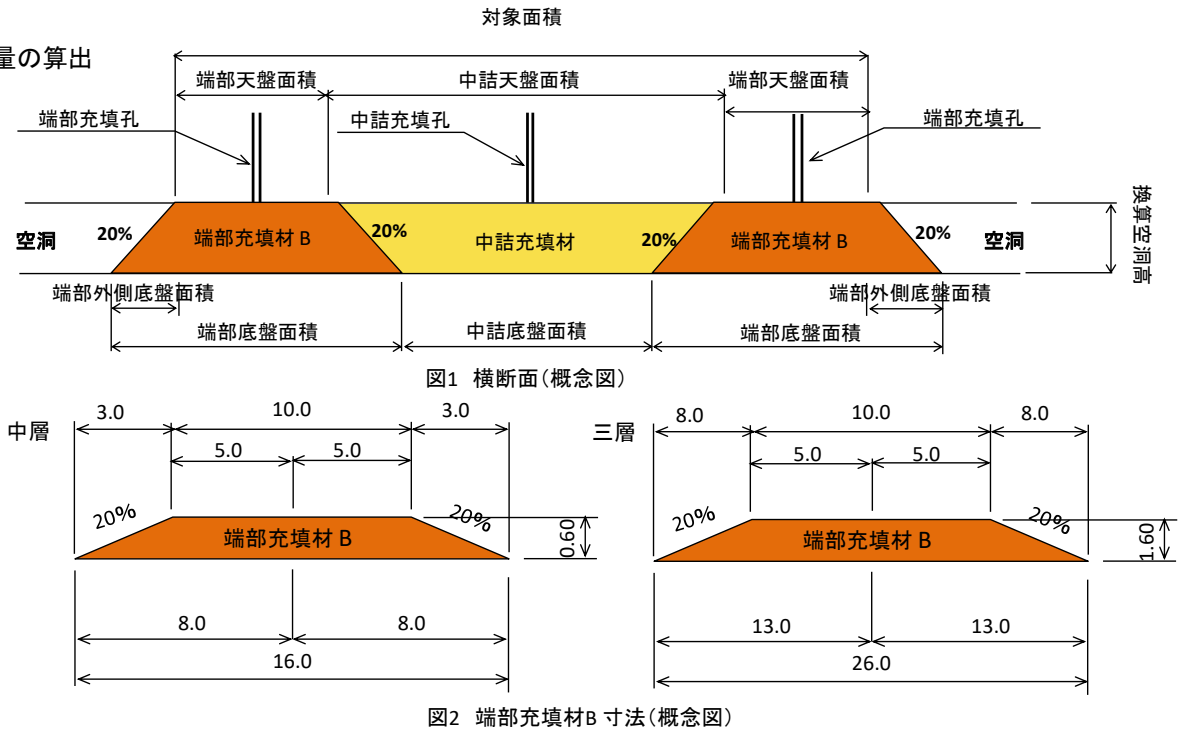 対象面積
量の算出
端部天盤面積
中詰天盤面積
端部天盤面積
端部充填孔
中詰充填孔
端部充填孔
空洞
20%
端部充填材 B
20%
中詰充填材
20%
端部充填材 B
20%
空洞
換算空洞高
端部外側底盤面積
端部外側底盤面積
端部底盤面積
中詰底盤面積
端部底盤面積
図1 横断面(概念図)
中層
3.0
10.0
3.0
5.0
5.0
20%
端部充填材 B
20%
0.60
8.0
8.0
16.0
三層
8.0
10.0
8.0
5.0
5.0
20%
端部充填材 B
20%
1.60
13.0
13.0
26.0
図2 端部充填材B 寸法(概念図)